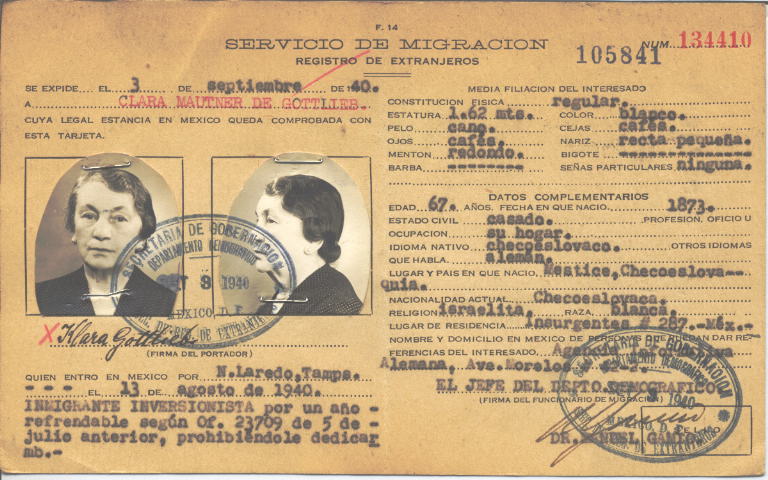 F. 14
SERVICIO DE MIGRACION
REGISTRO DE EXTRANJEROS
105841
NUM. 134410
SE EXPIDE EL 3 DE septiembre DE 1940.
A CLARA MAUTNER DE GOTTLIEB.
CUYA LEGAL ESTANCIA EN MEXICO QUEDA COMPROBADA CON
ESTA TARJETA.
SECRETARIA DE GOBERNACION
DEPARTAMENTO DEMOGRAFICO
3 1940
MEXICO, D. F.
X Klara Gottlieb
(FIRMA DEL PORTADOR)
QUIEN ENTRO EN MEXICO POR N.Laredo,Tamps.
- - - EL 13 DE agosto de 1940.
INMIGRANTE INVERSIONISTA por un año -
refrendable según Of. 23709 de 5 de -
julio anterior, prohibiéndole dedicar
mb.-
MEDIA FILIACION DEL INTERESADO
CONSTITUCION FISICA regular.
ESTATURA 1.62 mts. COLOR blanco.
PELO cano. CEJAS cafés.
OJOS cafés. NARIZ recta pequeña.
MENTON redondo. BIGOTE ----------
BARBA -------- SEÑAS PARTICULARES ninguna.
DATOS COMPLEMENTARIOS
EDAD 67. AÑOS. FECHA EN QUE NACIO. 1873.
ESTADO CIVIL casado. PROFESION, OFICIO U
OCUPACION su hogar.
IDIOMA NATIVO checoeslovaco. OTROS IDIOMAS
QUE HABLA. alemán.
LUGAR Y PAIS EN QUE NACIO, Westice,Checoeslova--
quia.
NACIONALIDAD ACTUAL Checoeslovaca.
RELIGION israelita, RAZA, blanca.
LUGAR DE RESIDENCIA Insurgentes # 287.-Méx.-
NOMBRE Y DOMICILIO EN MEXICO DE PERSONAS QUE PUEDAN DAR RE-
FERENCIAS DEL INTERESADO,
Alemana, Ave. Morelos
EL JEFE DEL DEPTO. DEMOGRAFICO.
(FIRMA DEL FUNCIONARIO DE MIGRACION)
1940
MEXICO, D. F.
DR. MANUEL GAMIO.